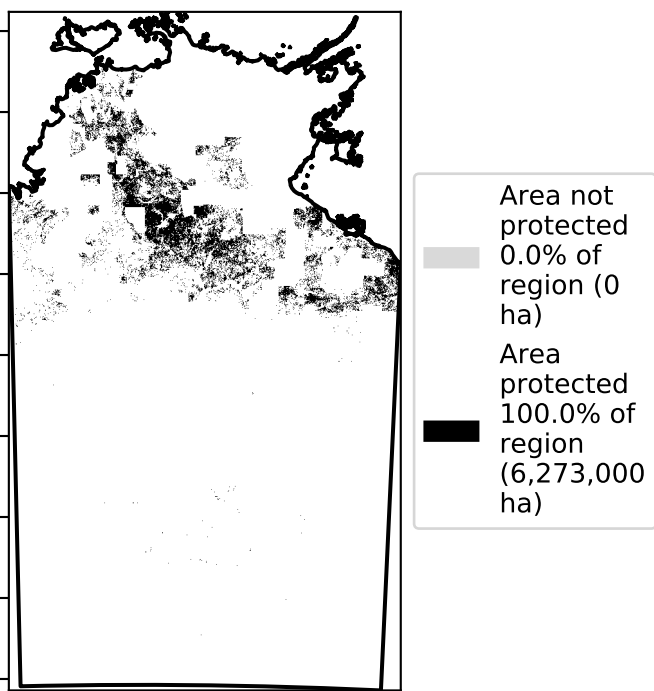 Area not
protected
0.0% of
region (0
ha)
Area
protected
100.0% of
region
(6,273,000
ha)